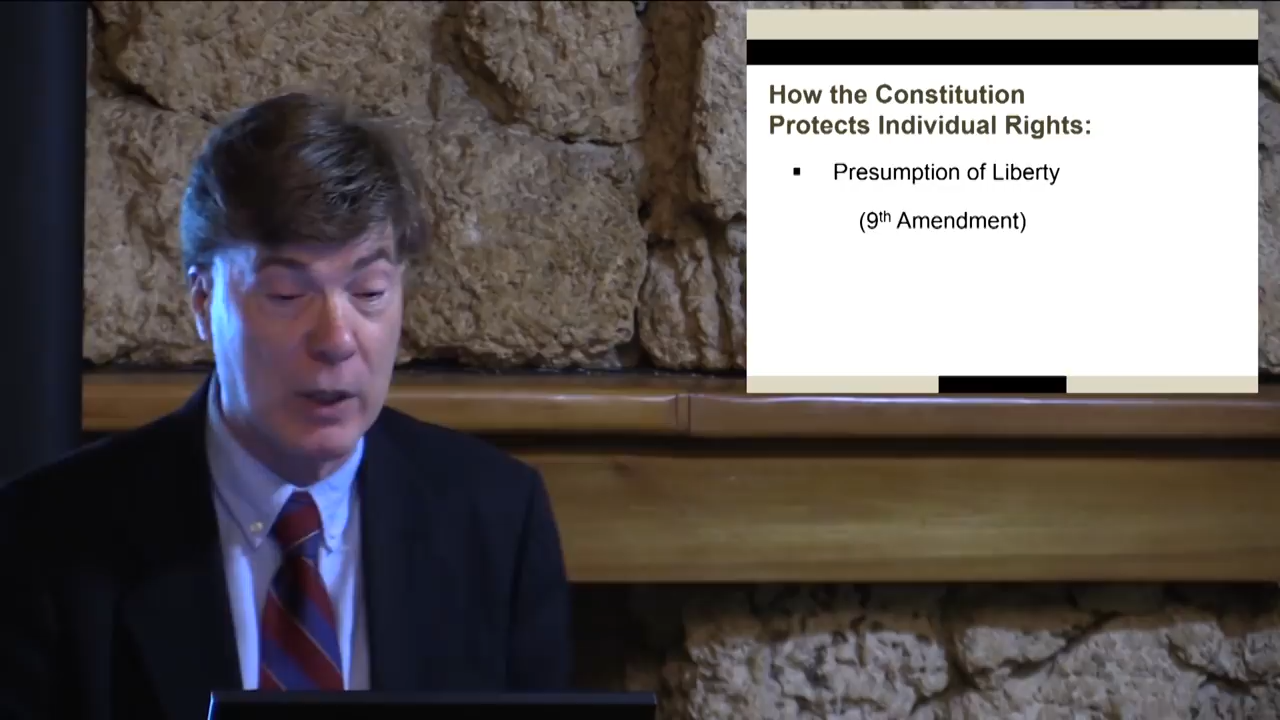 How the Constitution
Protects Individual Rights:
▪ Presumption of Liberty
(9th Amendment)